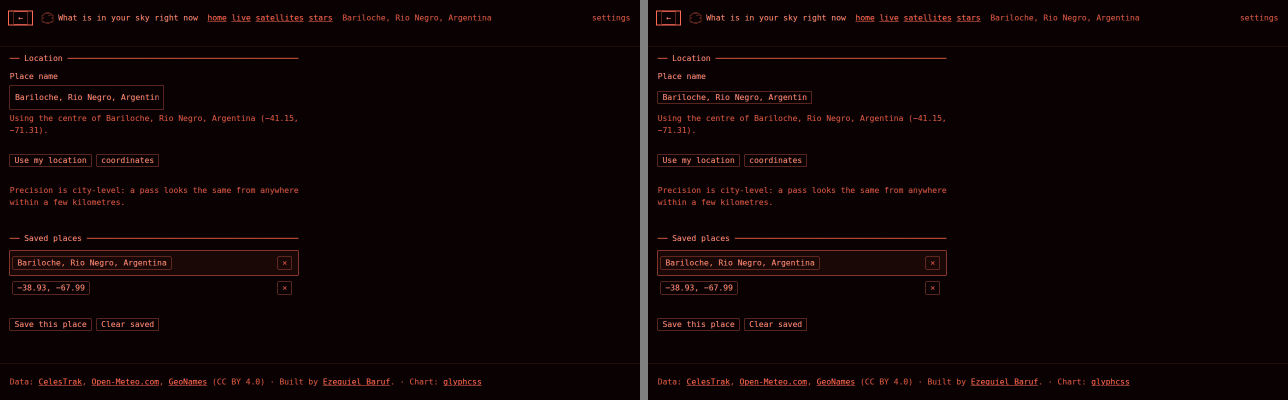 ← What is in your sky right now home live satellites stars Bariloche, Rio Negro, Argentina settings
Location
Place name
Bariloche, Rio Negro, Argentin
Using the centre of Bariloche, Rio Negro, Argentina (−41.15,
−71.31).
Use my location coordinates
Precision is city-level: a pass looks the same from anywhere
within a few kilometres.
Saved places
Bariloche, Rio Negro, Argentina ×
−38.93, −67.99 ×
Save this place Clear saved
Data: CelesTrak, Open-Meteo.com, GeoNames (CC BY 4.0) · Built by Ezequiel Baruf. · Chart: glyphcss
← What is in your sky right now home live satellites stars Bariloche, Rio Negro, Argentina settings
Location
Place name
Bariloche, Rio Negro, Argentin
Using the centre of Bariloche, Rio Negro, Argentina (−41.15,
−71.31).
Use my location coordinates
Precision is city-level: a pass looks the same from anywhere
within a few kilometres.
Saved places
Bariloche, Rio Negro, Argentina ×
−38.93, −67.99 ×
Save this place Clear saved
Data: CelesTrak, Open-Meteo.com, GeoNames (CC BY 4.0) · Built by Ezequiel Baruf. · Chart: glyphcss